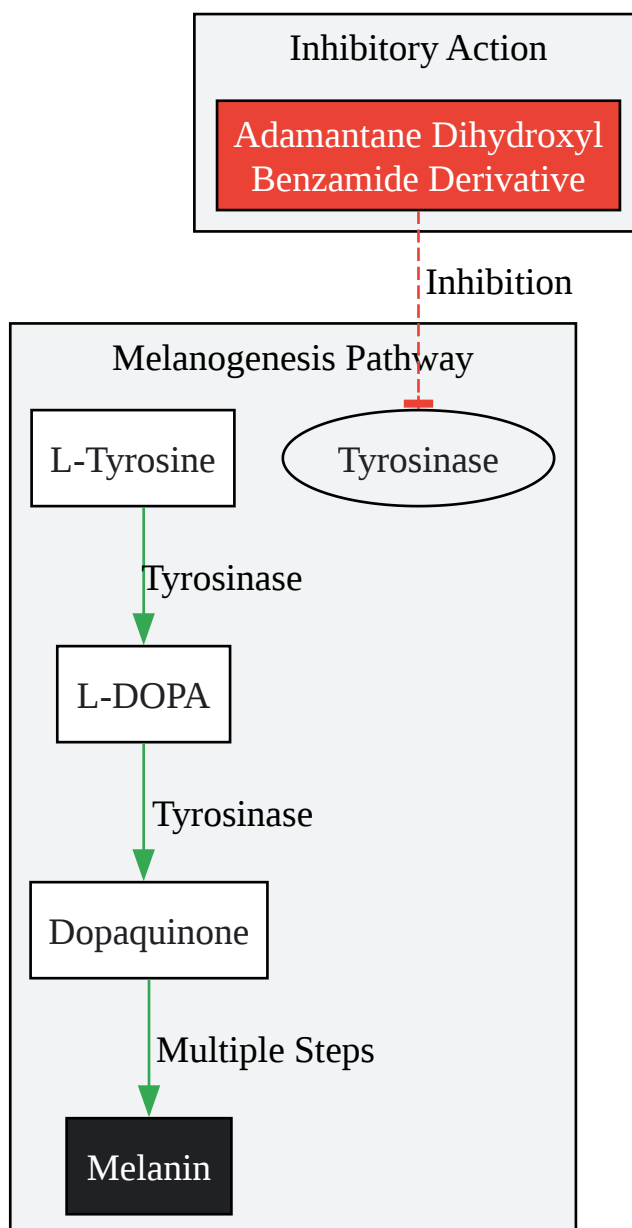 Inhibitory Action
Adamantane Dihydroxyl
Benzamide Derivative
Inhibition
Melanogenesis Pathway
L-Tyrosine
Tyrosinase
Tyrosinase
L-DOPA
Tyrosinase
Dopaquinone
Multiple Steps
Melanin